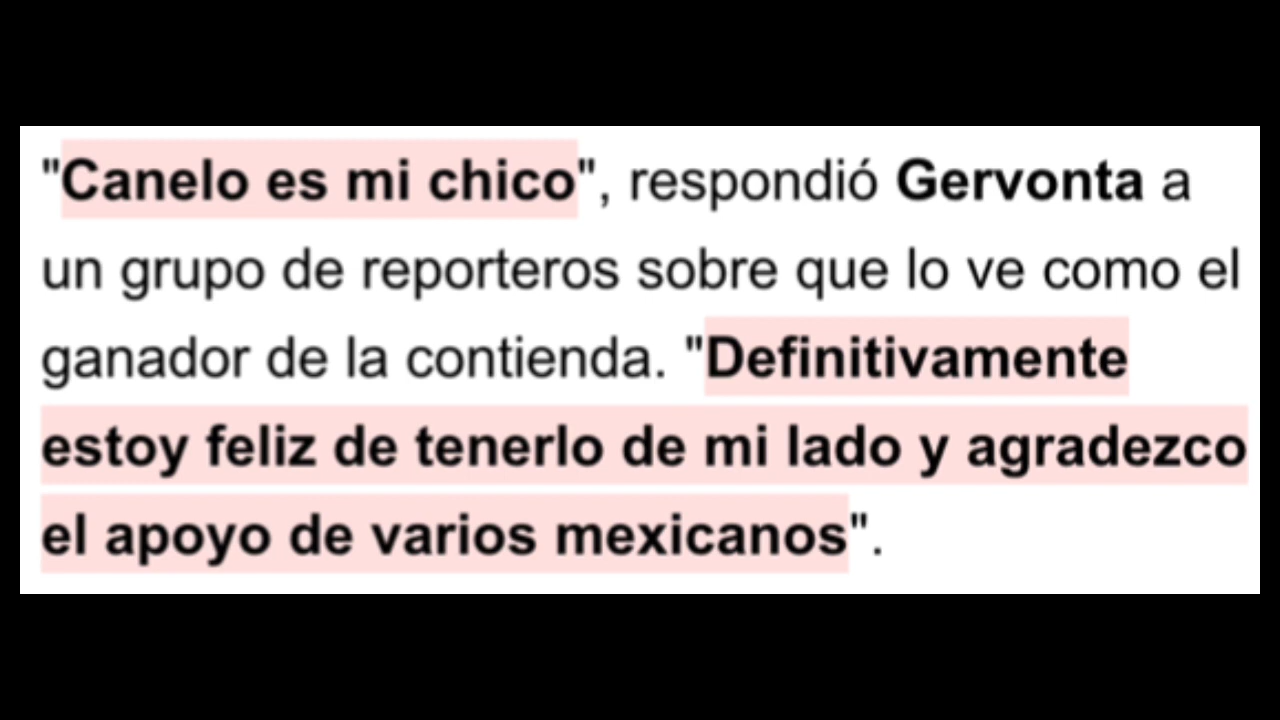 "Canelo es mi chico", respondió Gervonta a
un grupo de reporteros sobre que lo ve como el
ganador de la contienda. "Definitivamente
estoy feliz de tenerlo de mi lado y agradezco
el apoyo de varios mexicanos".